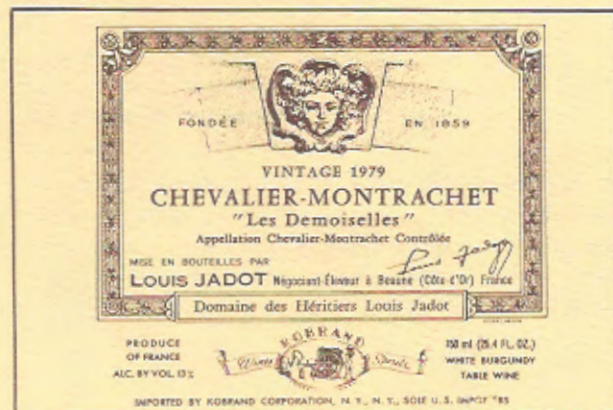 FONDÉE EN 1859
VINTAGE 1979
CHEVALIER-MONTRACHET
"Les Demoiselles"
Appellation Chevalier-Montrachet Contrôlée
MISE EN BOUTEILLES PAR
LOUIS JADOT Négociant-Éleveur à Beaune (Côte-d'Or) France
Domaine des Héritiers Louis Jadot
KOBRAND
Wines Spirits
PRODUCE
OF FRANCE
ALC. BY VOL. 13%
750 ml (25.4 FL. OZ.)
WHITE BURGUNDY
TABLE WINE
IMPORTED BY KOBRAND CORPORATION, N. Y., N. Y., SOLE U.S.